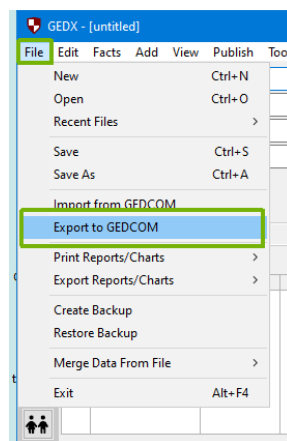 GEDX - [untitled]
File Edit Facts Add View Publish
New Ctrl+N
Open Ctrl+O
Recent Files >
Save Ctrl+S
Save As Ctrl+A
Import from GEDCOM
Export to GEDCOM
Print Reports/Charts >
Export Reports/Charts >
Create Backup
Restore Backup
Merge Data From File >
Exit Alt+F4